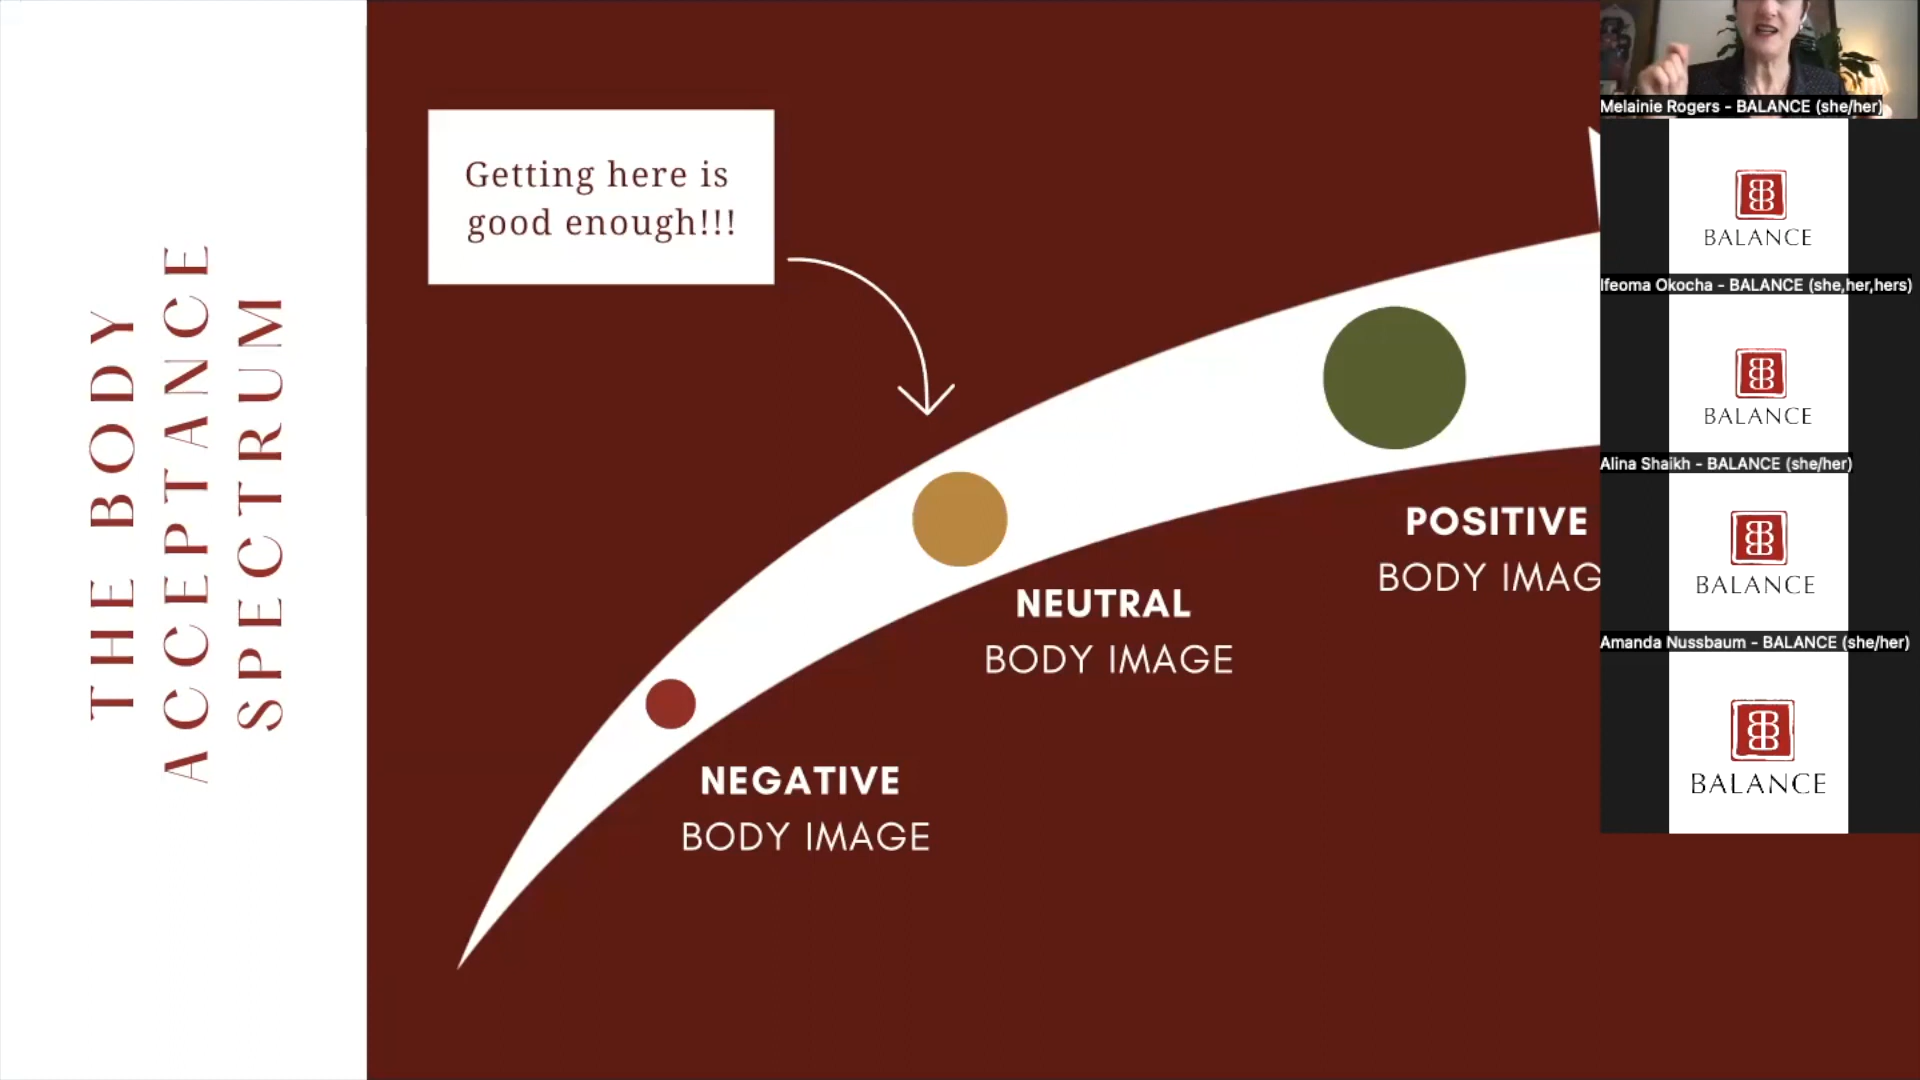 THE BODY
ACCEPTANCE
SPECTRUM
Getting here is
good enough!!!
NEGATIVE
BODY IMAGE
NEUTRAL
BODY IMAGE
POSITIVE
BODY IMAG
Melainie Rogers - BALANCE (she/her)
BALANCE
Ifeoma Okocha - BALANCE (she,her,hers)
BALANCE
Alina Shaikh - BALANCE (she/her)
BALANCE
Amanda Nussbaum - BALANCE (she/her)
BALANCE